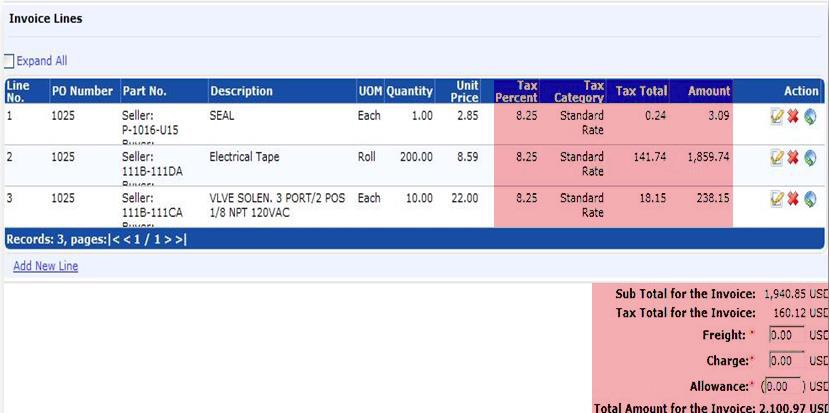 Invoice Lines
Expand All
Line No. PO Number Part No. Description UOM Quantity Unit Price Tax Percent Tax Category Tax Total Amount Action
1 1025 Seller: SEAL Each 1.00 2.85 8.25 Standard Rate 0.24 3.09
P-1016-U15
2 1025 Seller: Electrical Tape Roll 200.00 8.59 8.25 Standard Rate 141.74 1,859.74
111B-111DA
3 1025 Seller: VLVE SOLEN. 3 PORT/2 POS Each 10.00 22.00 8.25 Standard Rate 18.15 238.15
111B-111CA 1/8 NPT 120VAC
Records: 3, pages:|< < 1 / 1 > >|
Add New Line
Sub Total for the Invoice: 1,940.85 USD
Tax Total for the Invoice: 160.12 USD
Freight:* 0.00 USD
Charge:* 0.00 USD
Allowance:* (0.00 ) USD
Total Amount for the Invoice: 2,100.97 USD